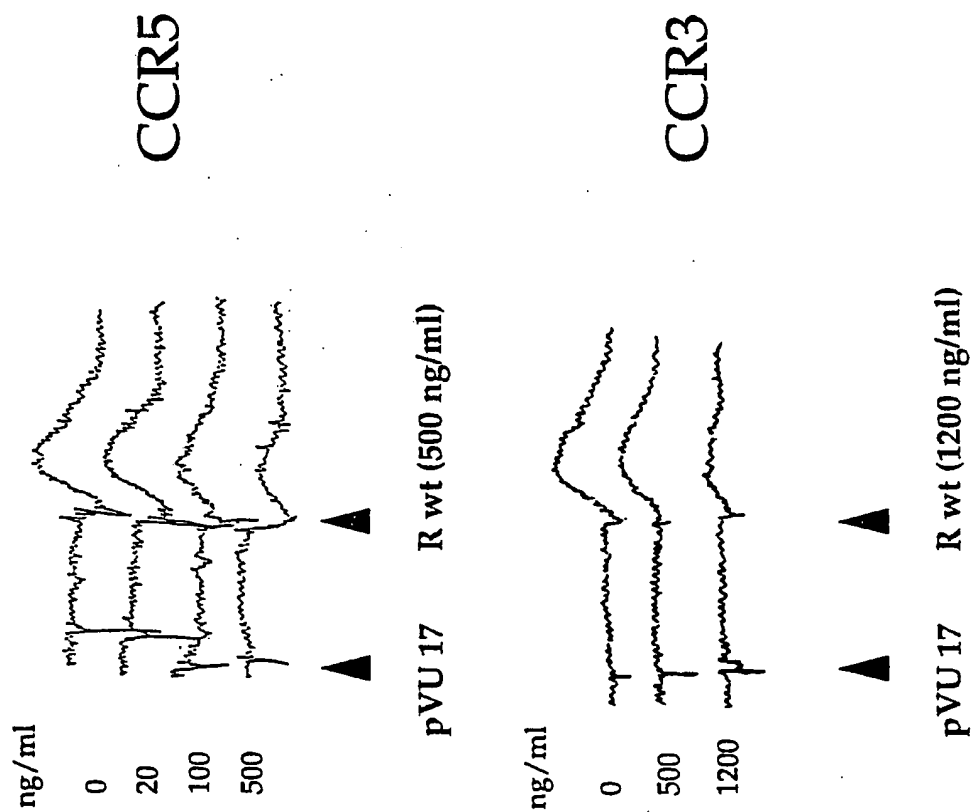 CCR5
ng/ml
0
20
100
500
pVU 17
R wt (500 ng/ml)
CCR3
ng/ml
0
500
1200
pVU 17
R wt (1200 ng/ml)